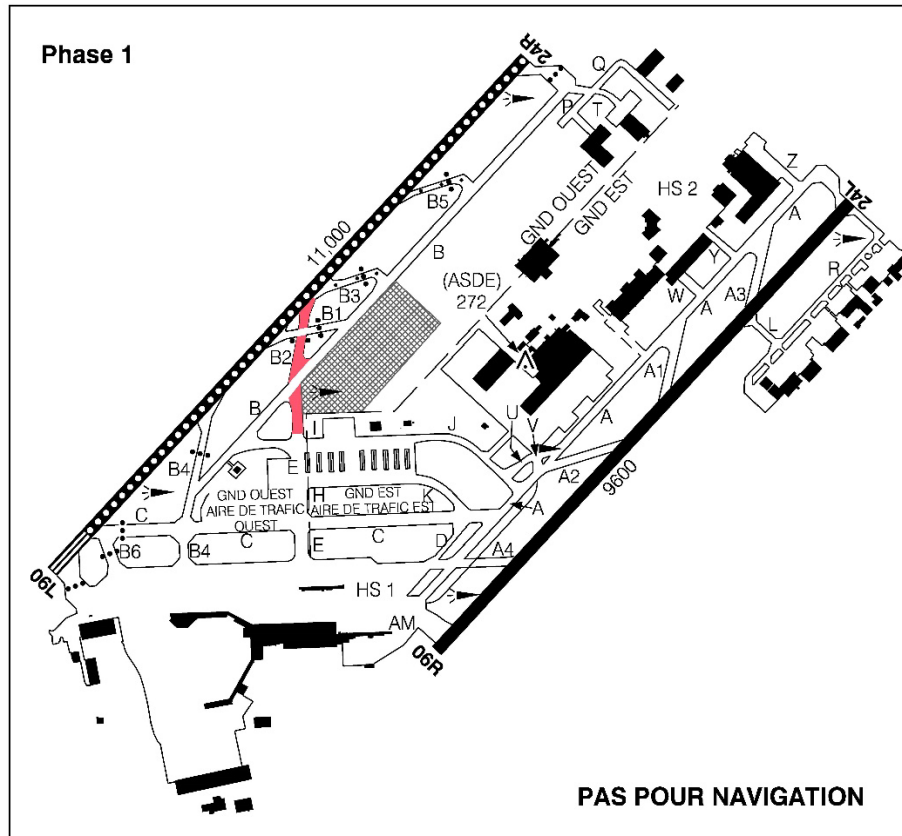 Phase 1
24R
Q
P
T
Z
HS 2
GND OUEST
GND EST
B5
A
24L
11,000
B
R
(ASDE)
272
Y
W
A
A3
B3
B1
L
B2
A1
B
U
V
A
I
J
B4
E
A2
9600
GND OUEST
AIRE DE TRAFIC
OUEST
H
GND EST
AIRE DE TRAFIC EST
K
A
C
B6
B4
C
E
C
D
A4
06L
HS 1
AM
06R
PAS POUR NAVIGATION